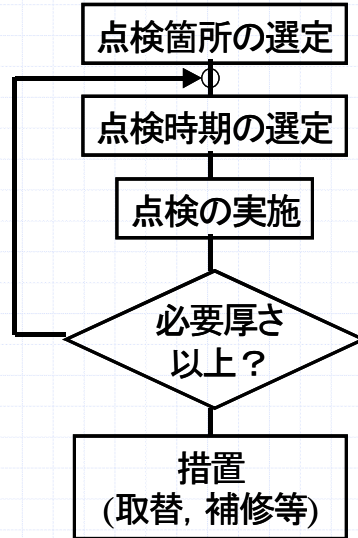 点検箇所の選定
点検時期の選定
点検の実施
必要厚さ
以上？
措置
(取替, 補修等)